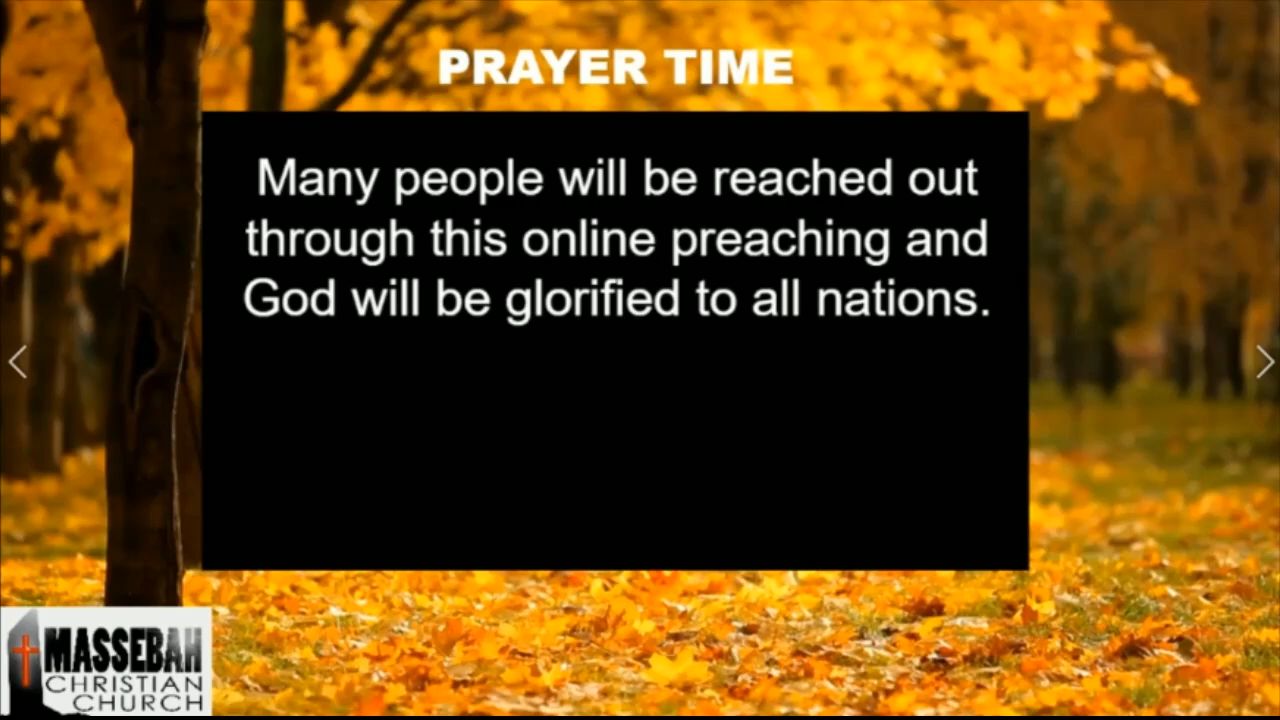 PRAYER TIME
Many people will be reached out
through this online preaching and
God will be glorified to all nations.
MASSEBAH
CHRISTIAN
CHURCH